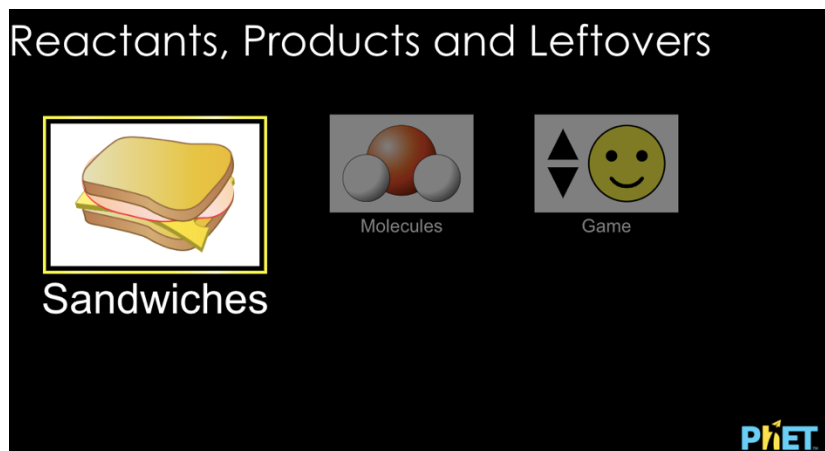 Reactants, Products and Leftovers
Sandwiches
Molecules
Game
PhET